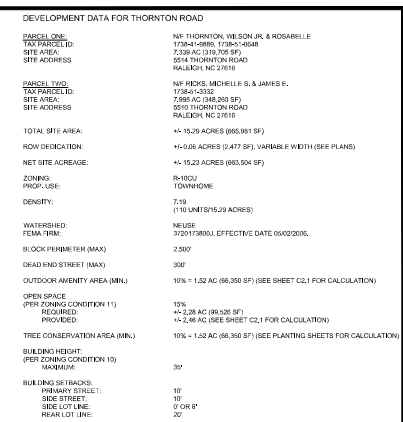 DEVELOPMENT DATA FOR THORNTON ROAD
PARCEL ONE: N/F THORNTON, WILSON JR. & ROSABELLE
TAX PARCEL ID: 1738-41-9889, 1738-51-0648
SITE AREA: 7,339 AC (319,705 SF)
SITE ADDRESS 5514 THORNTON ROAD
RALEIGH, NC 27616
PARCEL TWO: N/F RICKS, MICHELLE S. & JAMES E.
TAX PARCEL ID: 1738-51-3332
SITE AREA: 7,995 AC (348,260 SF)
SITE ADDRESS 5510 THORNTON ROAD
RALEIGH, NC 27616
TOTAL SITE AREA: +/- 15.29 ACRES (665,981 SF)
ROW DEDICATION: +/- 0.06 ACRES (2,477 SF), VARIABLE WIDTH (SEE PLANS)
NET SITE ACREAGE: +/- 15.23 ACRES (663,504 SF)
ZONING: R-10CU
PROP. USE: TOWNHOME
DENSITY: 7.19
(110 UNITS/15.29 ACRES)
WATERSHED: NEUSE
FEMA FIRM: 3720173800J, EFFECTIVE DATE 05/02/2006.
BLOCK PERIMETER (MAX) 2,500'
DEAD END STREET (MAX) 300'
OUTDOOR AMENITY AREA (MIN.) 10% = 1.52 AC (66,350 SF) (SEE SHEET C2.1 FOR CALCULATION)
OPEN SPACE
(PER ZONING CONDITION 11) 15%
REQUIRED: +/- 2,28 AC (99,526 SF)
PROVIDED: +/- 2,46 AC (SEE SHEET C2,1 FOR CALCULATION)
TREE CONSERVATION AREA (MIN.) 10% = 1.52 AC (66,350 SF) (SEE PLANTING SHEETS FOR CALCULATION)
BUILDING HEIGHT:
(PER ZONING CONDITION 10)
MAXIMUM: 35'
BUILDING SETBACKS:
PRIMARY STREET: 10'
SIDE STREET: 10'
SIDE LOT LINE: 0' OR 6'
REAR LOT LINE: 20'